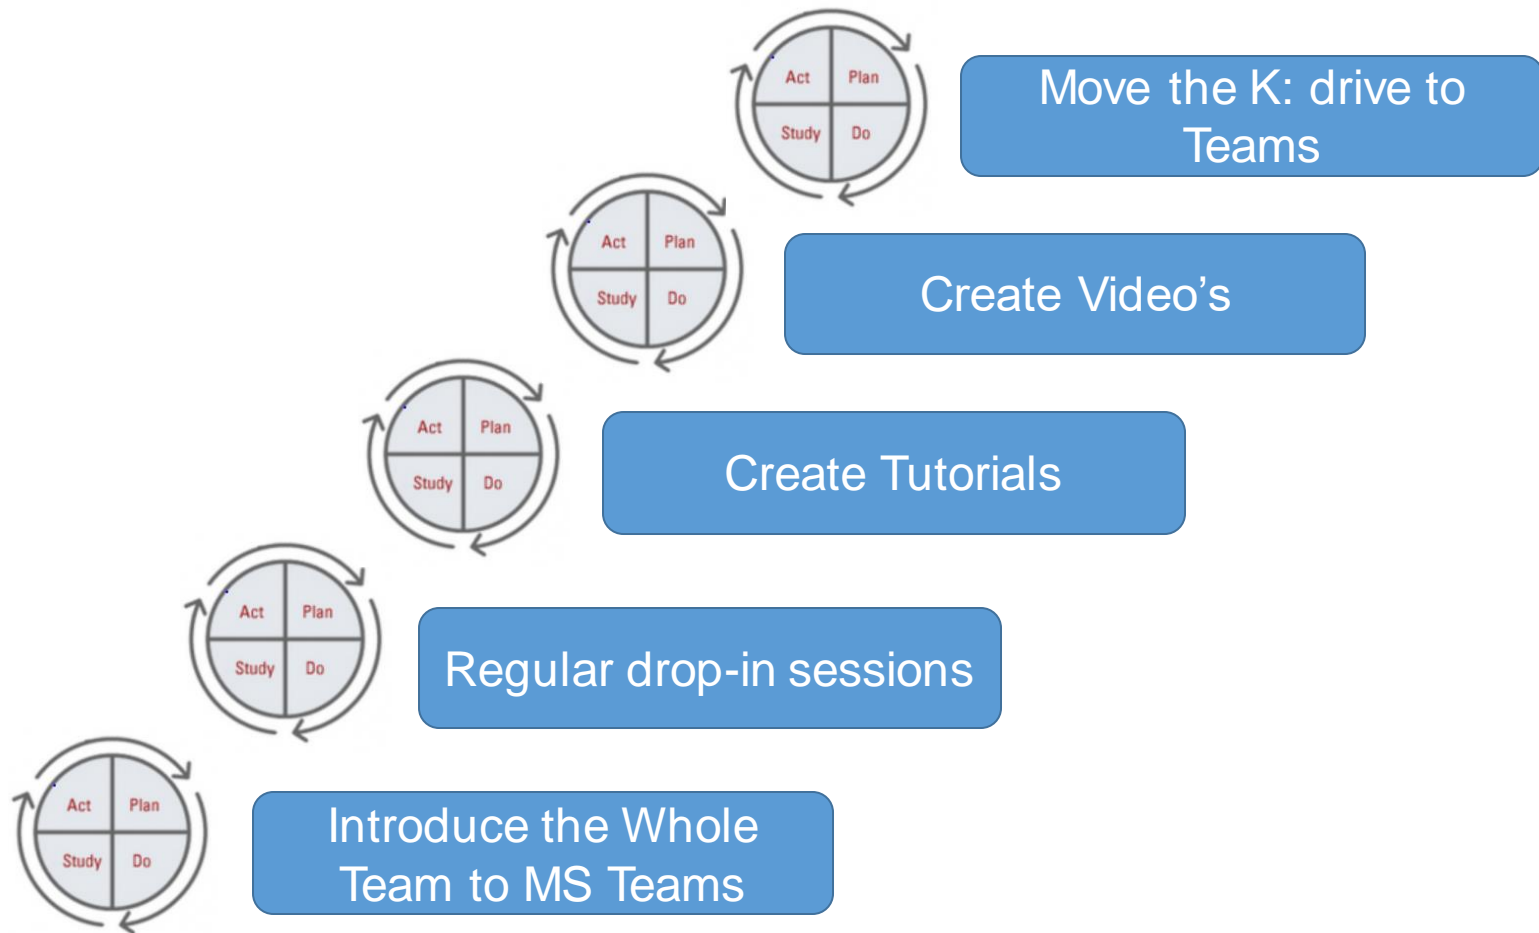 Act Plan
Study Do
Move the K: drive to
Teams
Act Plan
Study Do
Create Video’s
Act Plan
Study Do
Create Tutorials
Act Plan
Study Do
Regular drop-in sessions
Act Plan
Study Do
Introduce the Whole
Team to MS Teams